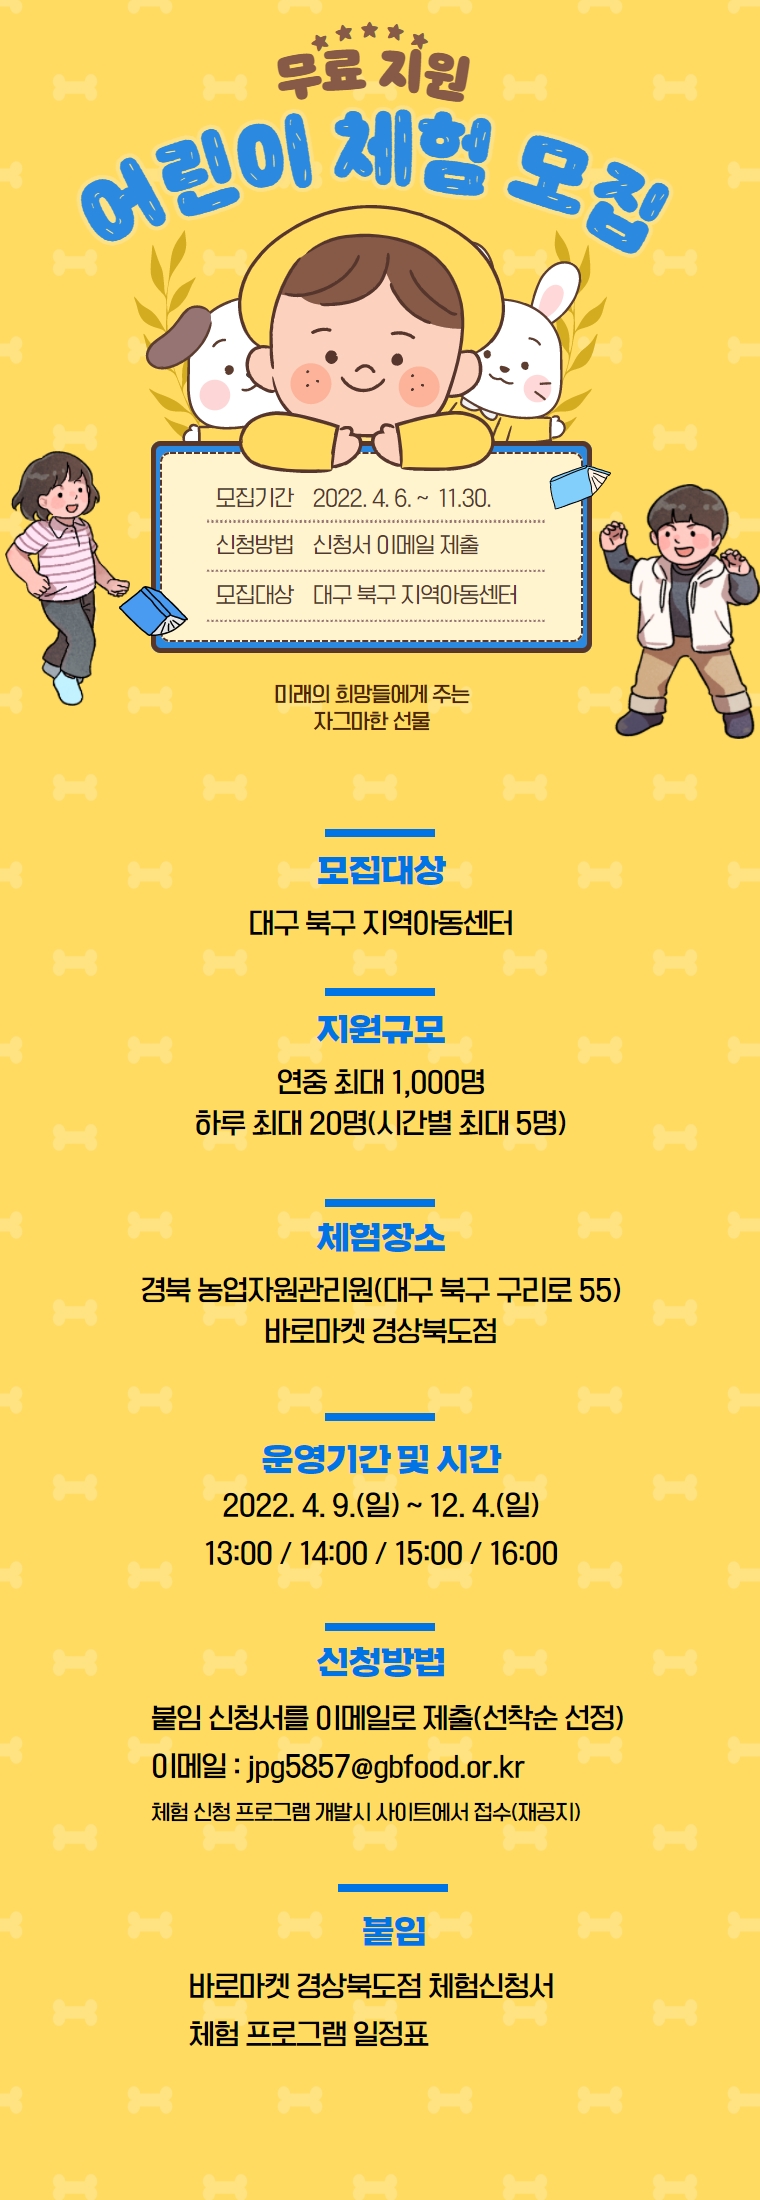 무료 지원
어린이 체험 모집
모집기간 2022. 4. 6. ~ 11.30.
신청방법 신청서 이메일 제출
모집대상 대구 북구 지역아동센터
미래의 희망들에게 주는
자그마한 선물
모집대상
대구 북구 지역아동센터
지원규모
연중 최대 1,000명
하루 최대 20명(시간별 최대 5명)
체험장소
경북 농업자원관리원(대구 북구 구리로 55)
바로마켓 경상북도점
운영기간 및 시간
2022. 4. 9.(일) ~ 12. 4.(일)
13:00 / 14:00 / 15:00 / 16:00
신청방법
붙임 신청서를 이메일로 제출(선착순 선정)
이메일 : jpg5857@gbfood.or.kr
체험 신청 프로그램 개발시 사이트에서 접수(재공지)
붙임
바로마켓 경상북도점 체험신청서
체험 프로그램 일정표